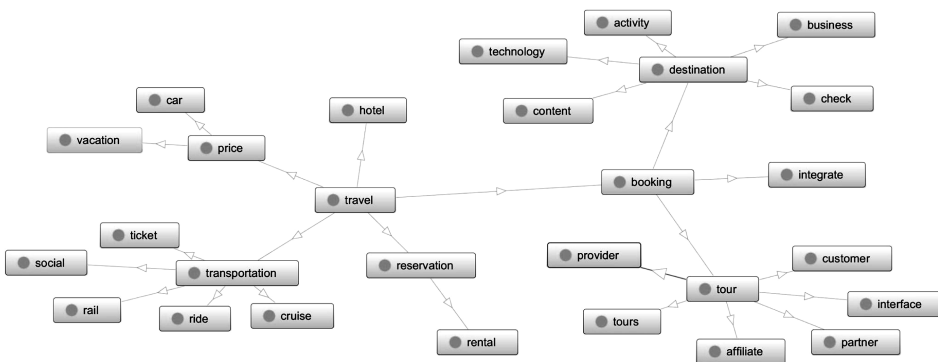 activity
business
technology
destination
car
hotel
content
check
vacation
price
integrate
booking
travel
ticket
provider
customer
social
transportation
reservation
tour
interface
rail
ride
cruise
tours
rental
affiliate
partner